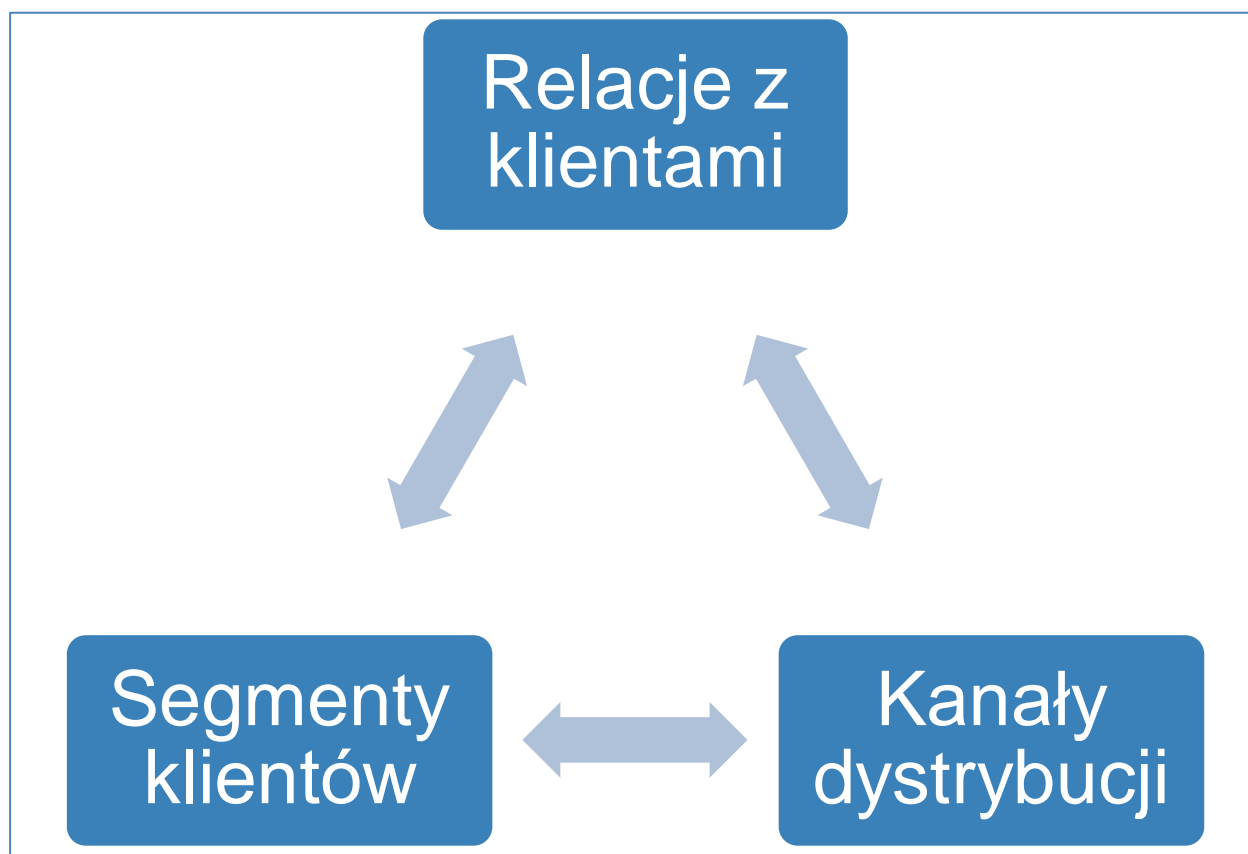 Relacje z
klientami
Segmenty
klientów
Kanały
dystrybucji